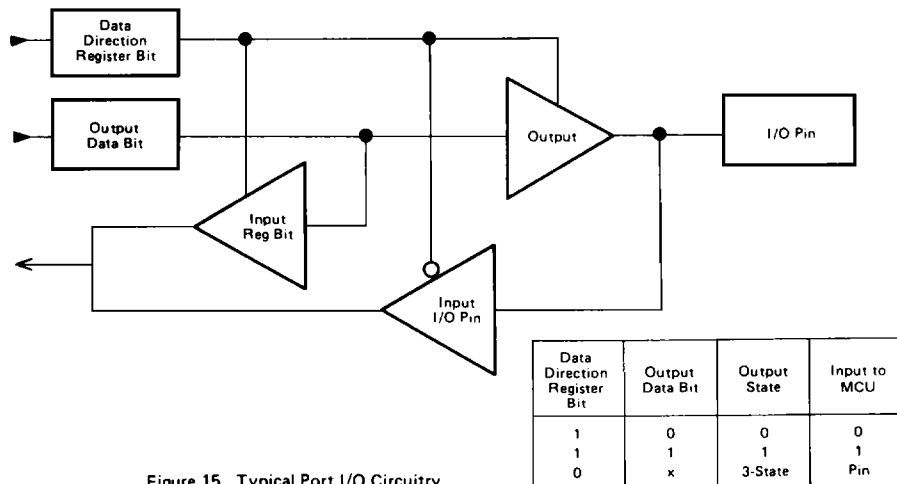 Data
Direction
Register Bit
Output
Data Bit
Output
I/O Pin
Input
Reg Bit
Input
I/O Pin
Data
Direction
Register
Bit
Output
Data Bit
Output
State
Input to
MCU
1 0 0 0
1 1 1 1
0 x 3-State Pin
Figure 15 Typical Port I/O Circuitry